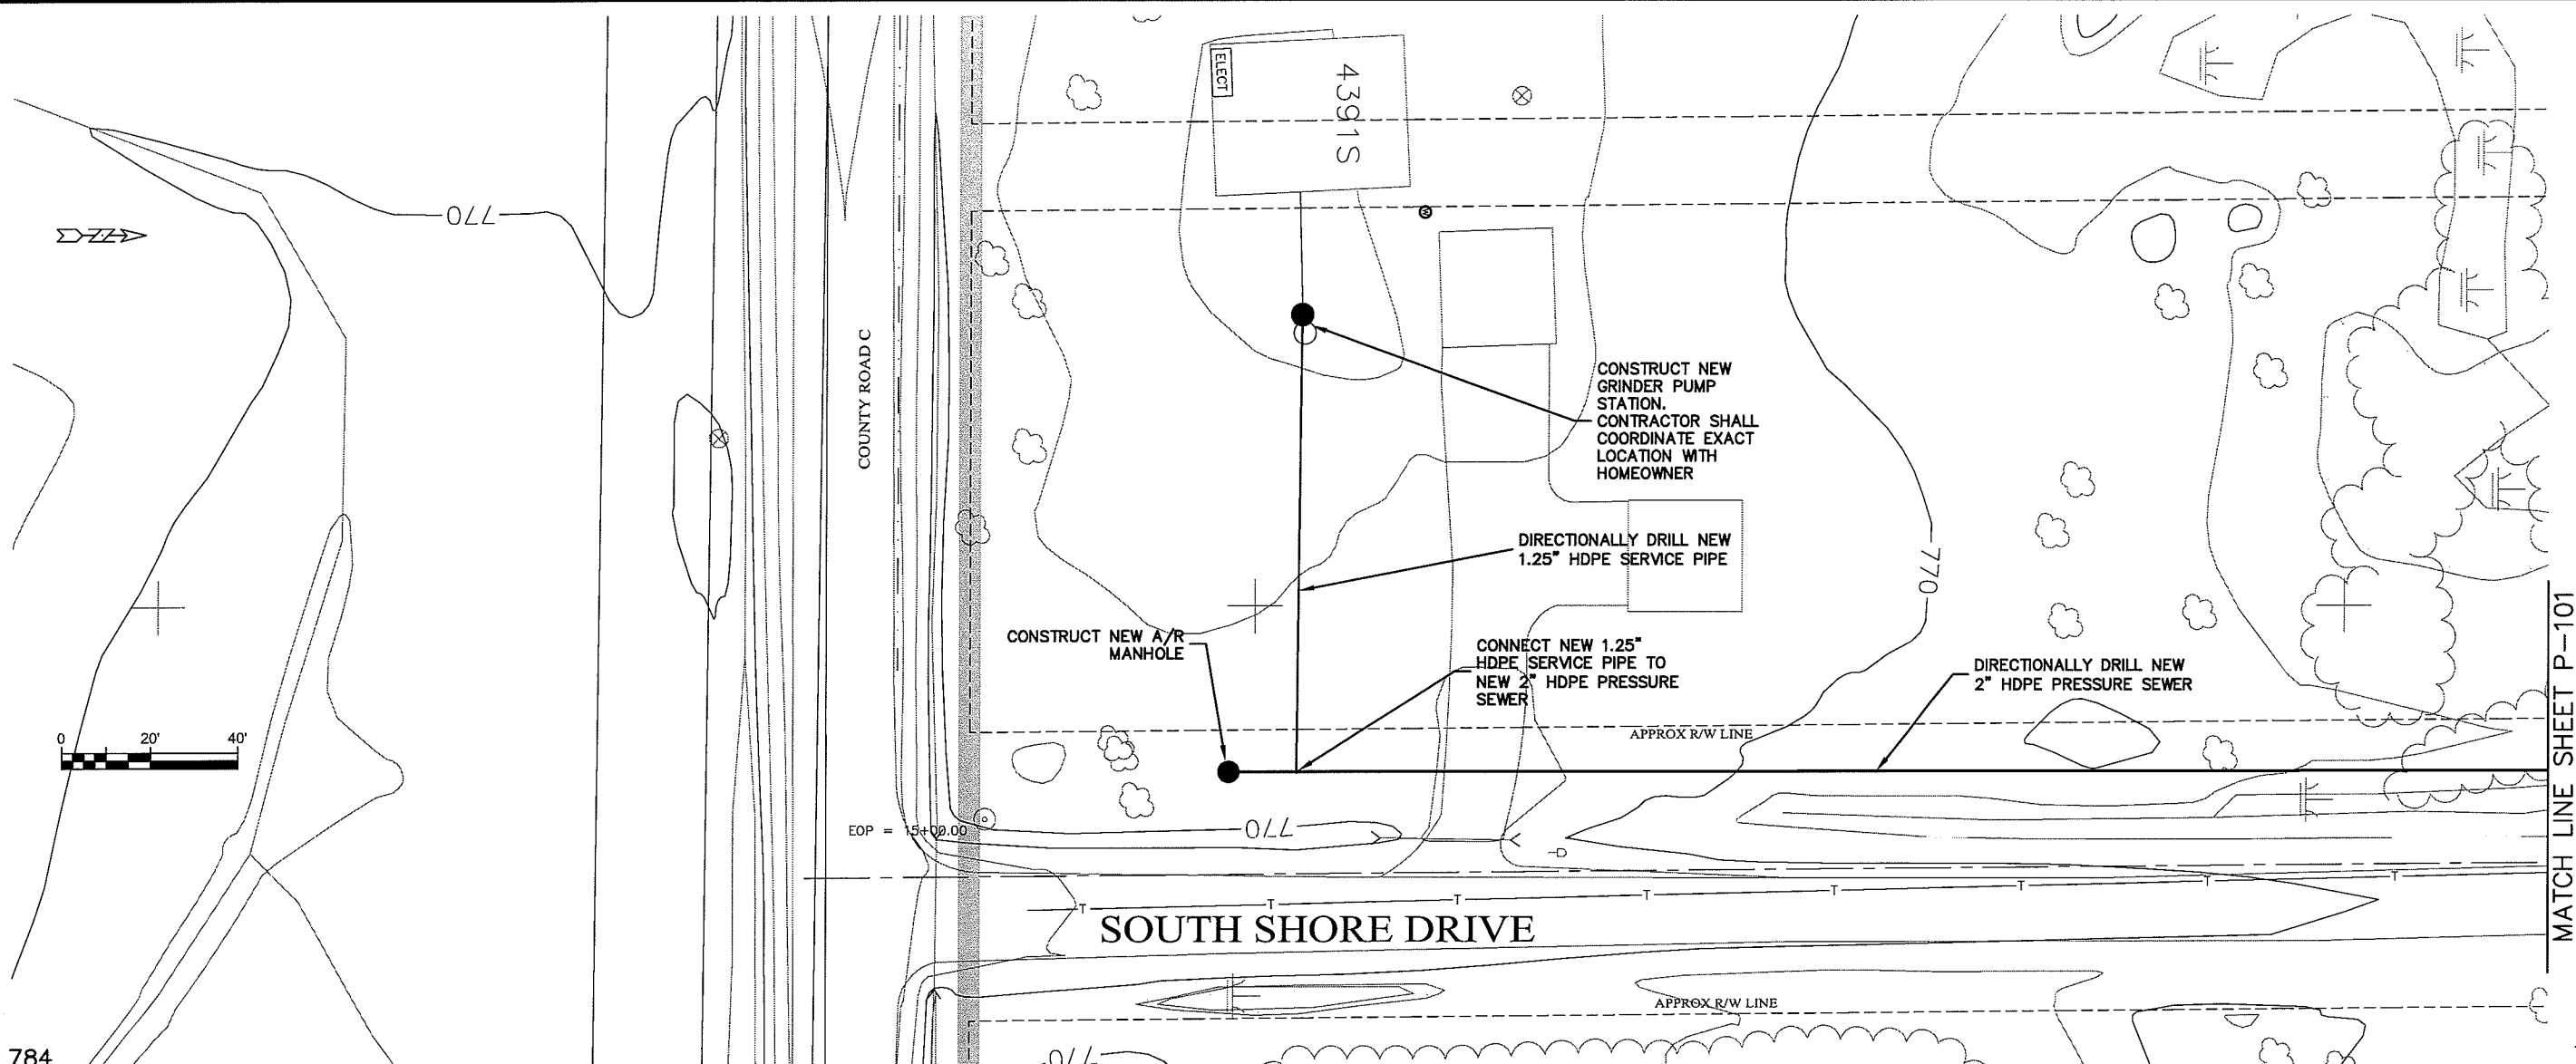 ELECT
4391S
770
N
COUNTY ROAD C
CONSTRUCT NEW
GRINDER PUMP
STATION.
CONTRACTOR SHALL
COORDINATE EXACT
LOCATION WITH
HOMEOWNER
DIRECTIONALLY DRILL NEW
1.25" HDPE SERVICE PIPE
770
CONSTRUCT NEW A/R
MANHOLE
CONNECT NEW 1.25"
HDPE SERVICE PIPE TO
NEW 2" HDPE PRESSURE
SEWER
DIRECTIONALLY DRILL NEW
2" HDPE PRESSURE SEWER
MATCH LINE SHEET P-101
0 20' 40'
APPROX R/W LINE
EOP = 15+00.00
770
T T T T T T T T
SOUTH SHORE DRIVE
APPROX R/W LINE
784
770